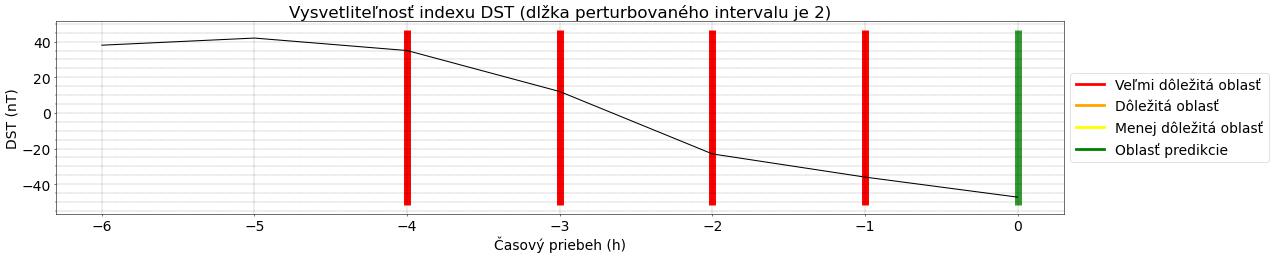 Vysvetliteľnosť indexu DST (dlžka perturbovaného intervalu je 2)
DST (nT)
40
20
0
−20
−40
−6
−5
−4
−3
−2
−1
0
Časový priebeh (h)
Veľmi dôležitá oblasť
Dôležitá oblasť
Menej dôležitá oblasť
Oblasť predikcie